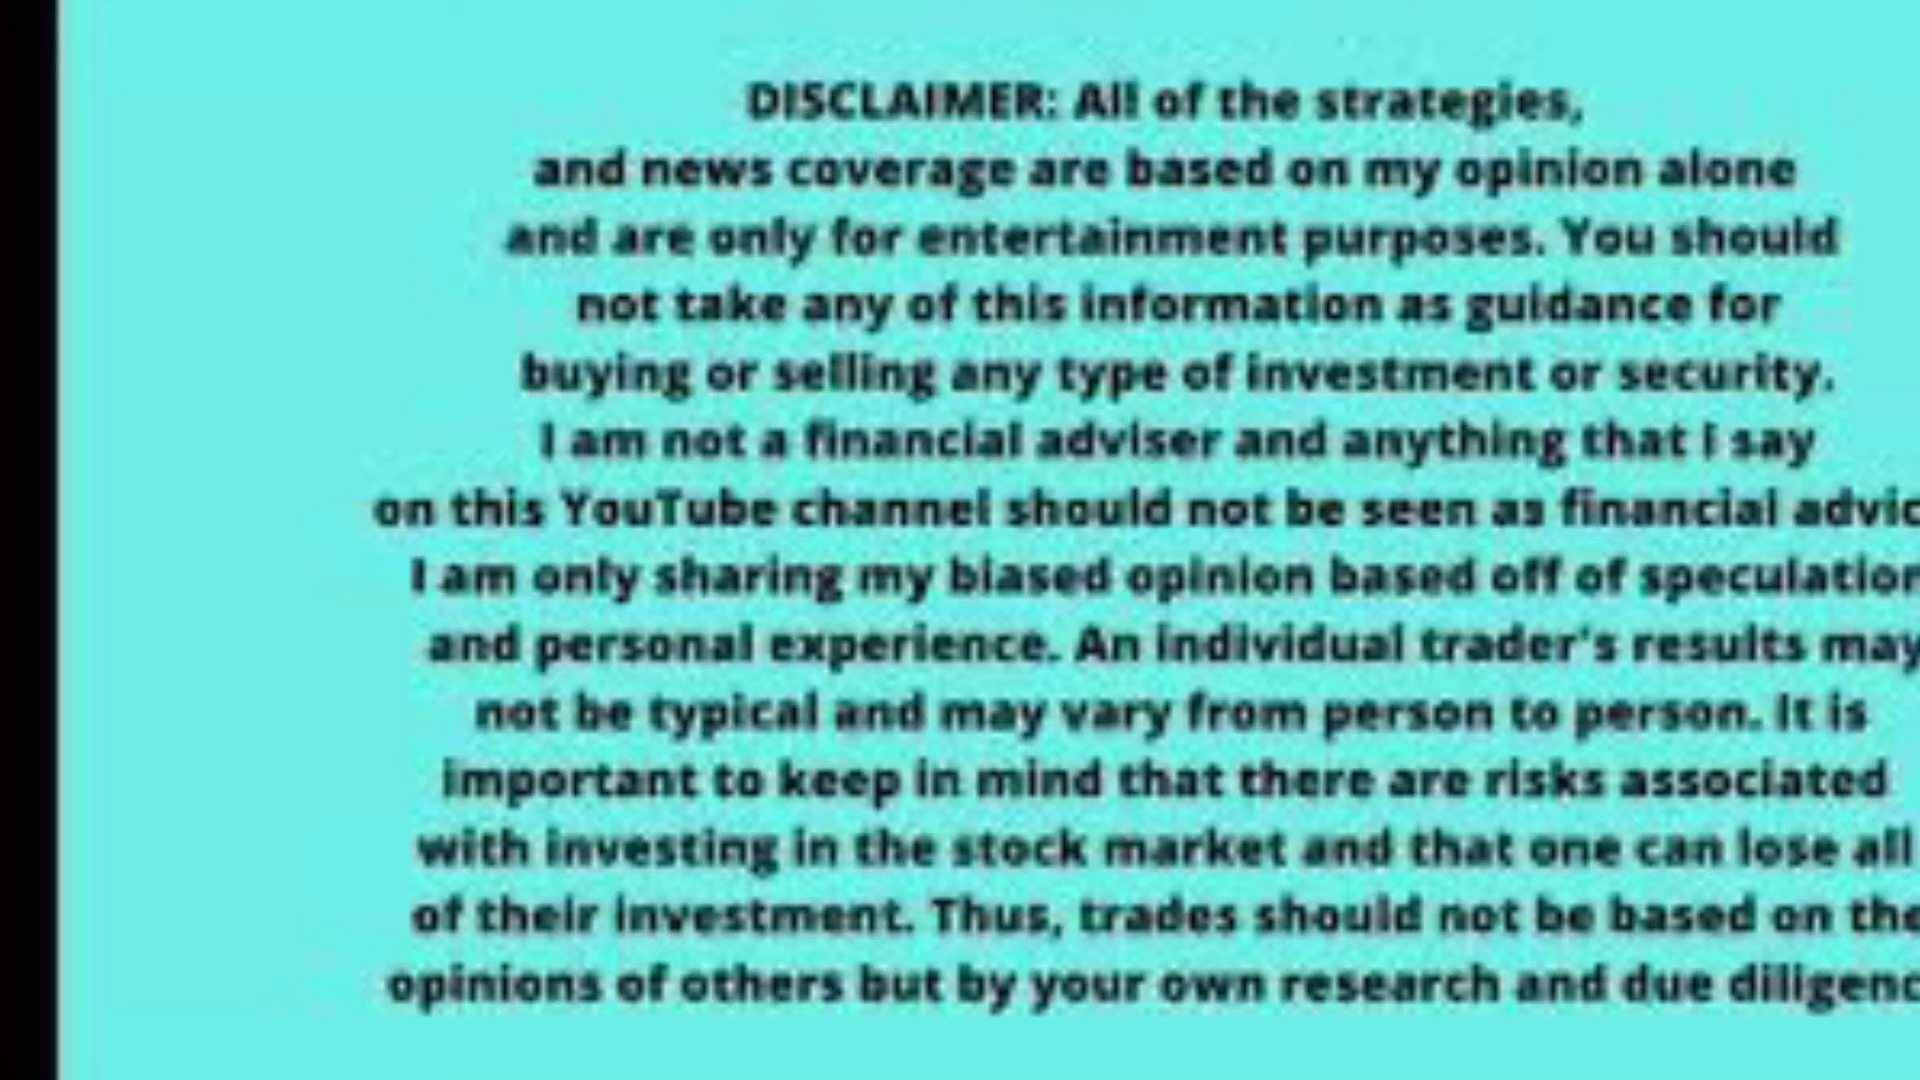 DISCLAIMER: All of the strategies,
and news coverage are based on my opinion alone
and are only for entertainment purposes. You should
not take any of this information as guidance for
buying or selling any type of investment or security.
I am not a financial adviser and anything that I say
on this YouTube channel should not be seen as financial advic
I am only sharing my biased opinion based off of speculation
and personal experience. An individual trader's results may
not be typical and may vary from person to person. It is
important to keep in mind that there are risks associated
with investing in the stock market and that one can lose all
of their investment. Thus, trades should not be based on the
opinions of others but by your own research and due diligenc